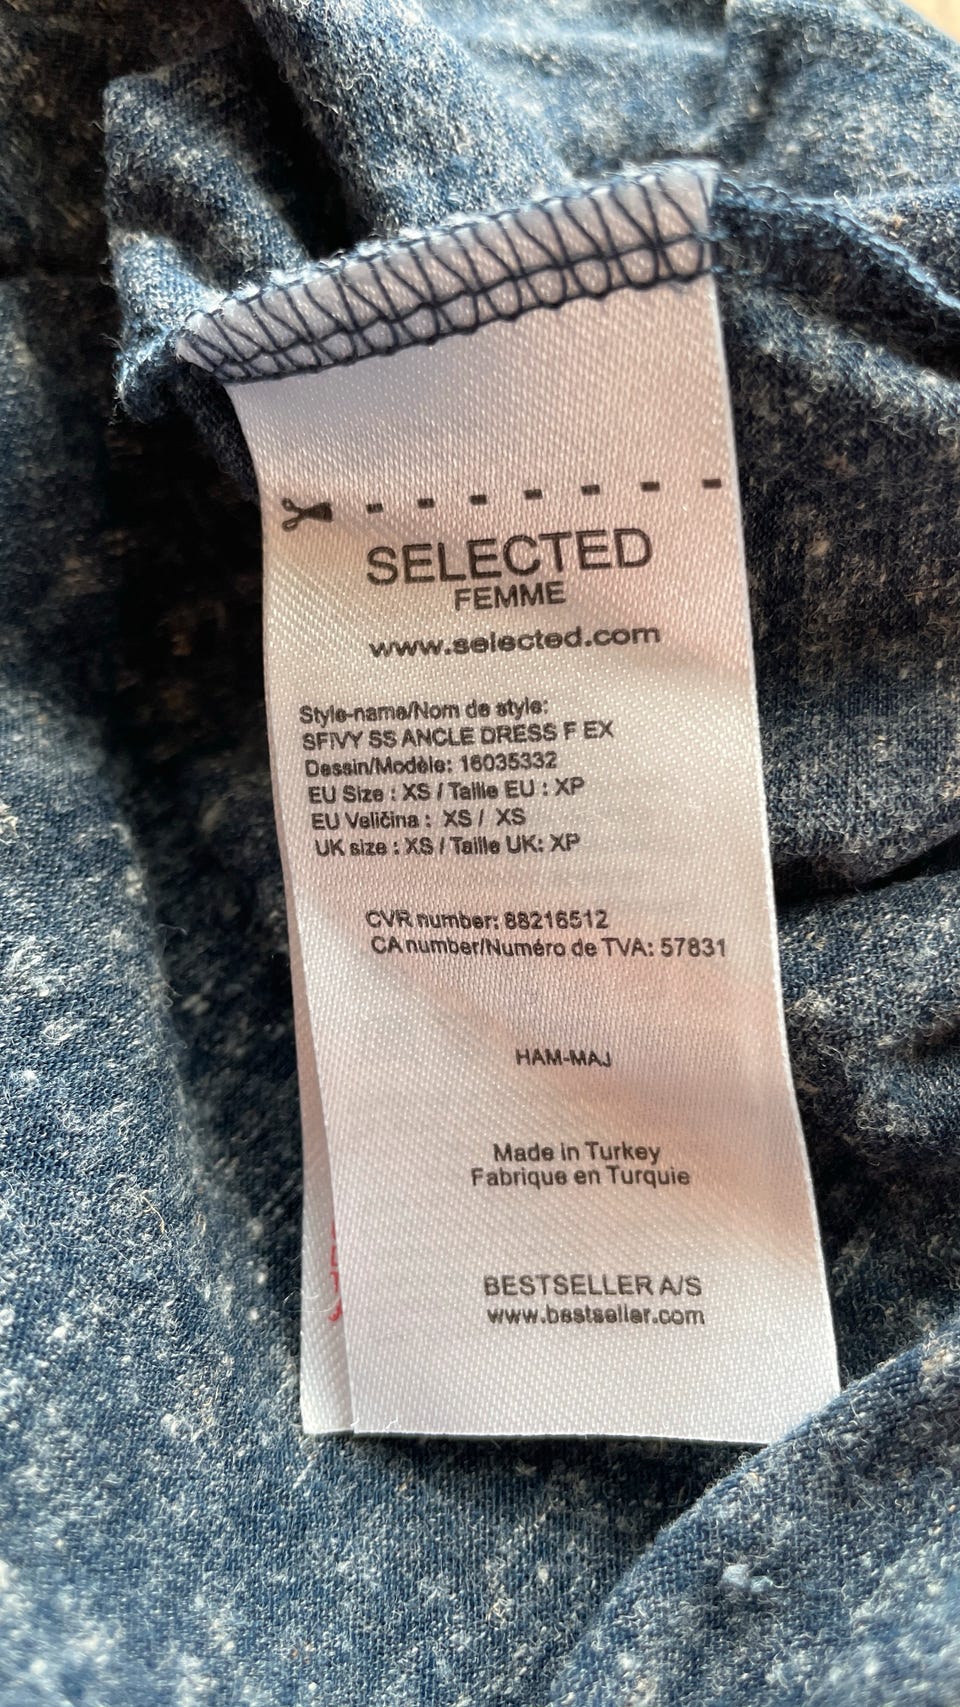 SELECTED
FEMME
www.selected.com
Style-name/Nom de style:
SFIVY SS ANCLE DRESS F EX
Dessin/Modèle: 16035332
EU Size : XS / Taille EU : XP
EU Veličina : XS / XS
UK size : XS / Taille UK: XP
CVR number: 88216512
CA number/Numéro de TVA: 57831
HAM-MAJ
Made in Turkey
Fabrique en Turquie
BESTSELLER A/S
www.bestseller.com